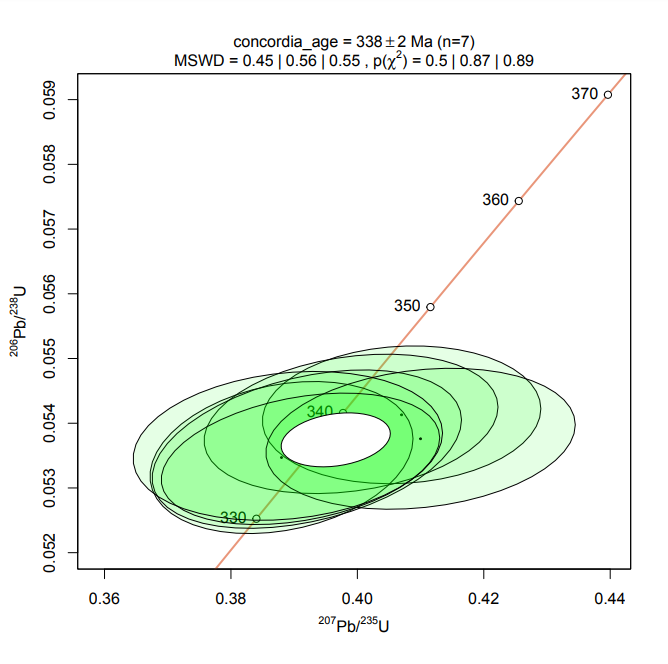 concordia_age = 338±2 Ma (n=7)
MSWD = 0.45 | 0.56 | 0.55 , p(χ²) = 0.5 | 0.87 | 0.89
0.059
370
0.058
360
0.057
0.056
350
0.055
0.054
340
0.053
330
0.052
²⁰⁶Pb/²³⁸U
0.36 0.38 0.40 0.42 0.44
²⁰⁷Pb/²³⁵U